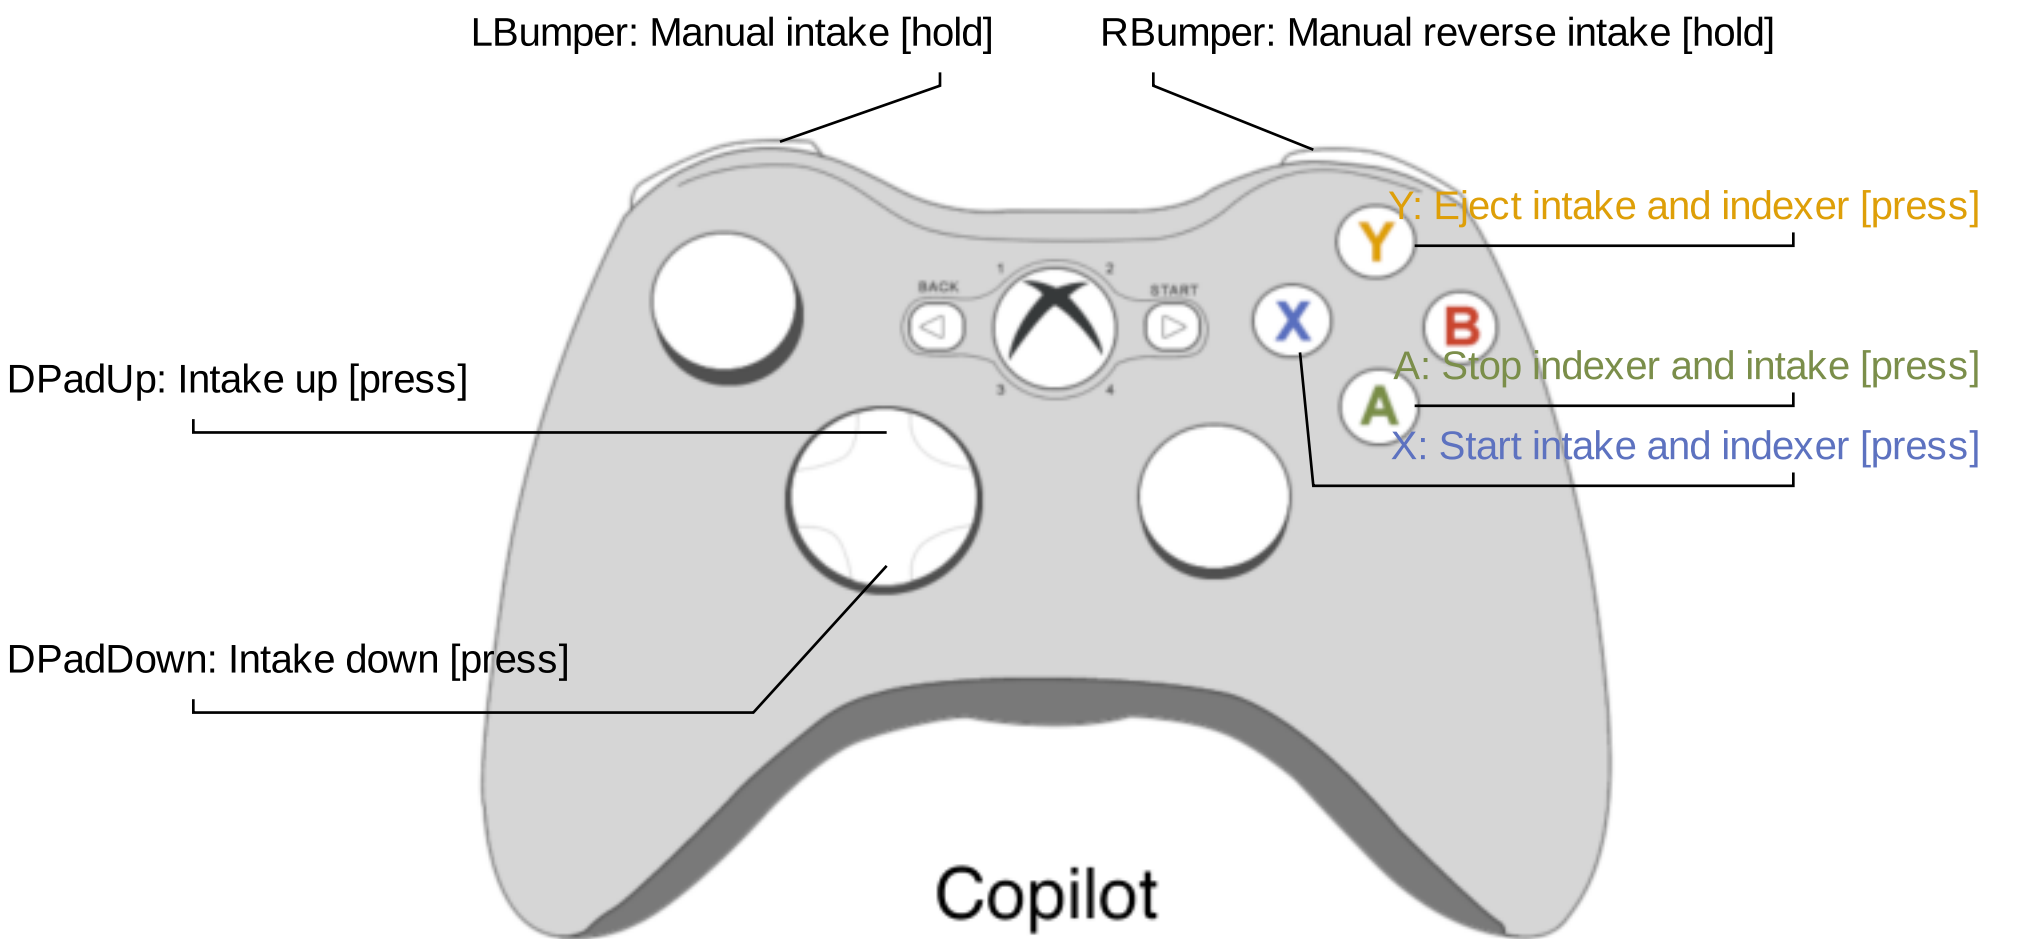 LBumper: Manual intake [hold]
RBumper: Manual reverse intake [hold]
Y: Eject intake and indexer [press]
Y
1
2
BACK
START
X
B
DPadUp: Intake up [press]
A: Stop indexer and intake [press]
3
4
A
X: Start intake and indexer [press]
DPadDown: Intake down [press]
Copilot